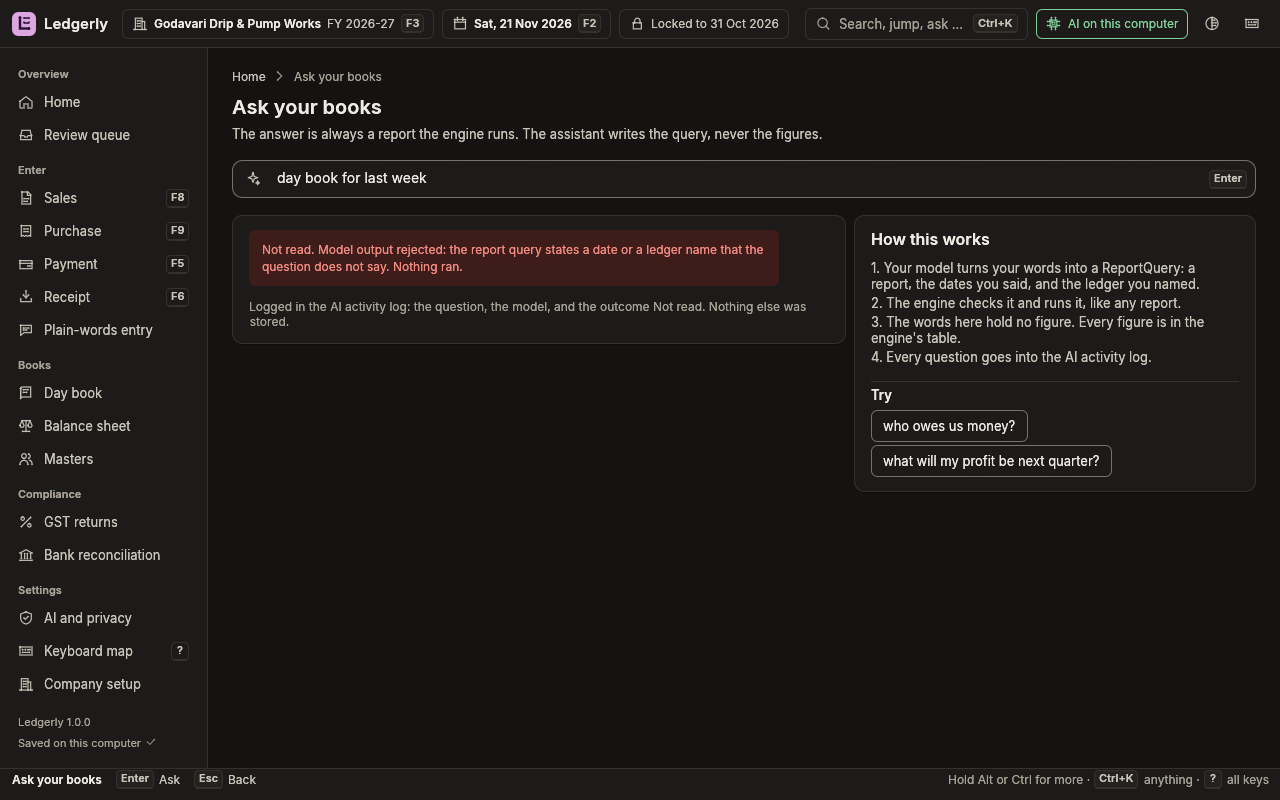 Ledgerly
Godavari Drip & Pump Works FY 2026-27 F3
Sat, 21 Nov 2026 F2
Locked to 31 Oct 2026
Search, jump, ask ... Ctrl+K
AI on this computer
Overview
Home
Review queue
Enter
Sales F8
Purchase F9
Payment F5
Receipt F6
Plain-words entry
Books
Day book
Balance sheet
Masters
Compliance
GST returns
Bank reconciliation
Settings
AI and privacy
Keyboard map ?
Company setup
Ledgerly 1.0.0
Saved on this computer
Home > Ask your books
Ask your books
The answer is always a report the engine runs. The assistant writes the query, never the figures.
day book for last week Enter
Not read. Model output rejected: the report query states a date or a ledger name that the
question does not say. Nothing ran.
Logged in the AI activity log: the question, the model, and the outcome Not read. Nothing else was
stored.
How this works
1. Your model turns your words into a ReportQuery: a
report, the dates you said, and the ledger you named.
2. The engine checks it and runs it, like any report.
3. The words here hold no figure. Every figure is in the
engine's table.
4. Every question goes into the AI activity log.
Try
who owes us money?
what will my profit be next quarter?
Ask your books Enter Ask Esc Back
Hold Alt or Ctrl for more · Ctrl+K anything · ? all keys